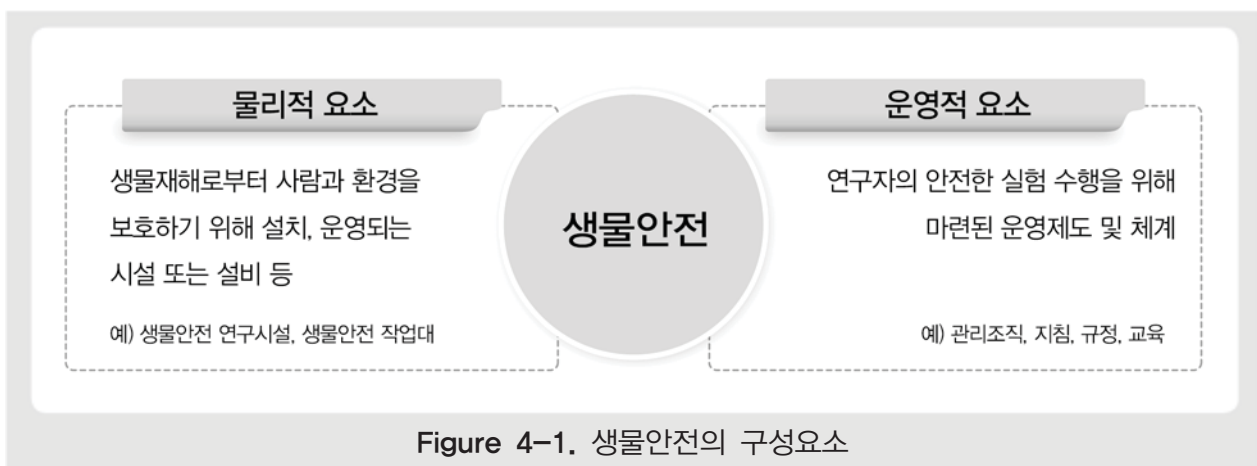 물리적 요소
생물재해로부터 사람과 환경을
보호하기 위해 설치, 운영되는
시설 또는 설비 등
예) 생물안전 연구시설, 생물안전 작업대
생물안전
운영적 요소
연구자의 안전한 실험 수행을 위해
마련된 운영제도 및 체계
예) 관리조직, 지침, 규정, 교육
Figure 4-1. 생물안전의 구성요소